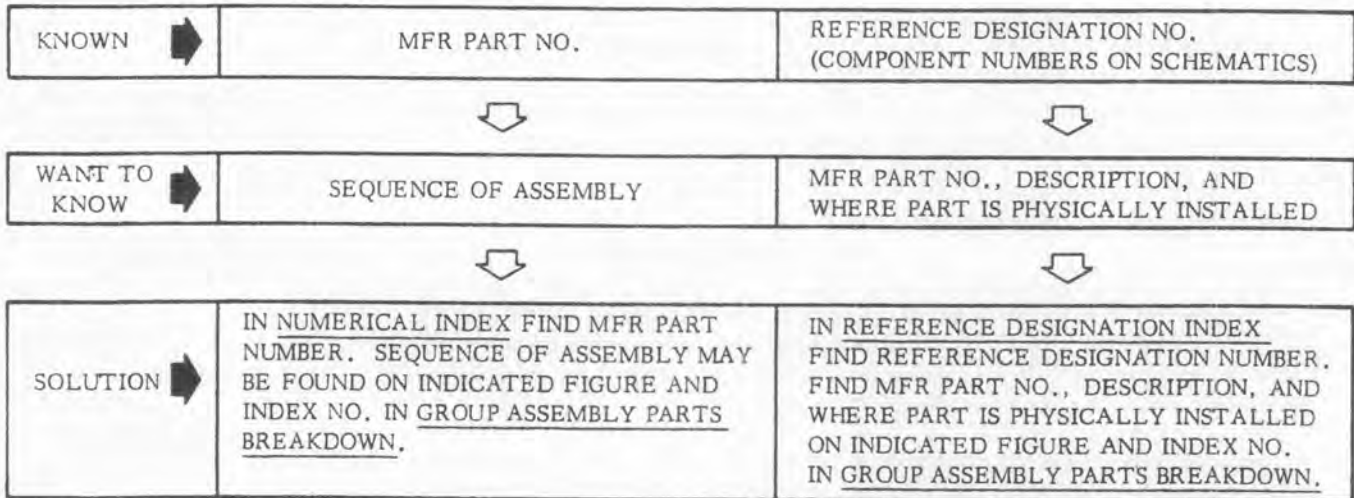 KNOWN
MFR PART NO.
REFERENCE DESIGNATION NO.
(COMPONENT NUMBERS ON SCHEMATICS)
WANT TO
KNOW
SEQUENCE OF ASSEMBLY
MFR PART NO., DESCRIPTION, AND
WHERE PART IS PHYSICALLY INSTALLED
SOLUTION
IN NUMERICAL INDEX FIND MFR PART
NUMBER. SEQUENCE OF ASSEMBLY MAY
BE FOUND ON INDICATED FIGURE AND
INDEX NO. IN GROUP ASSEMBLY PARTS
BREAKDOWN.
IN REFERENCE DESIGNATION INDEX
FIND REFERENCE DESIGNATION NUMBER.
FIND MFR PART NO., DESCRIPTION, AND
WHERE PART IS PHYSICALLY INSTALLED
ON INDICATED FIGURE AND INDEX NO.
IN GROUP ASSEMBLY PARTS BREAKDOWN.